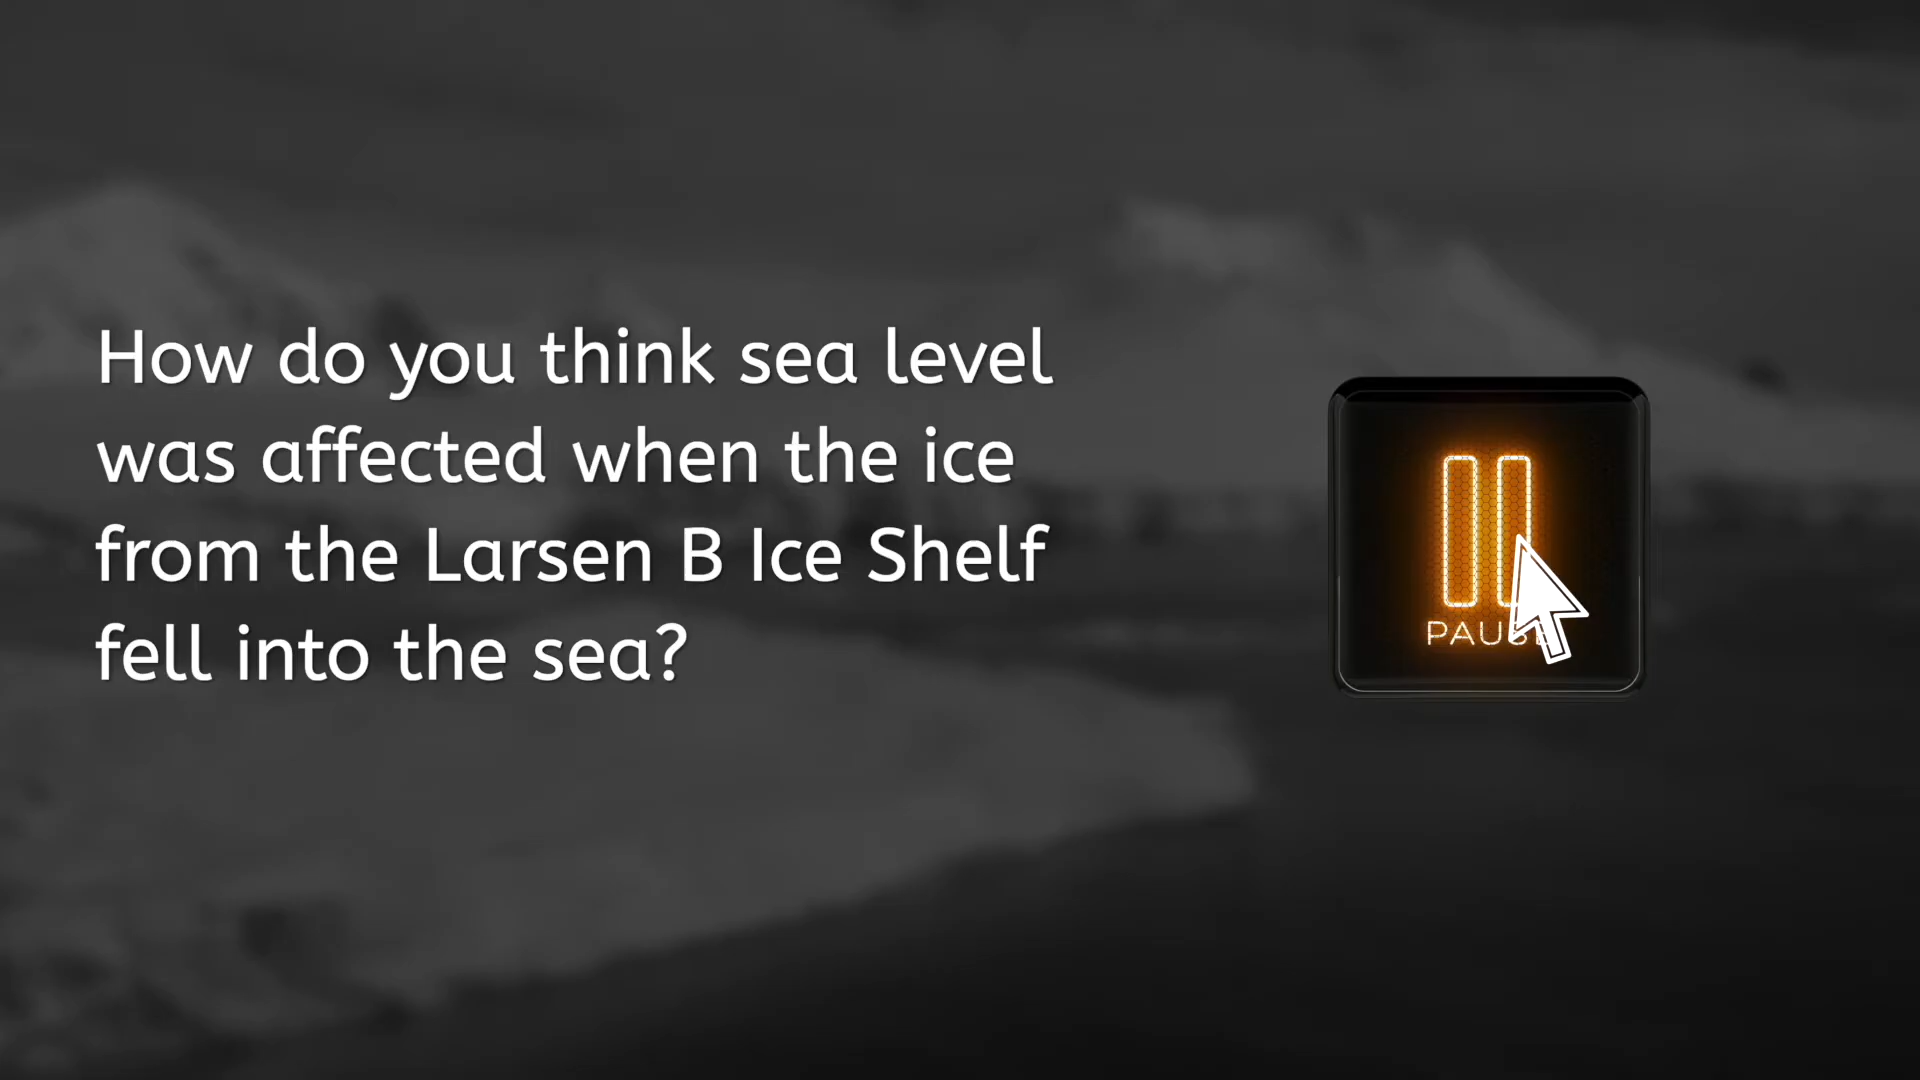 How do you think sea level
was affected when the ice
from the Larsen B Ice Shelf
fell into the sea?
PAUSE